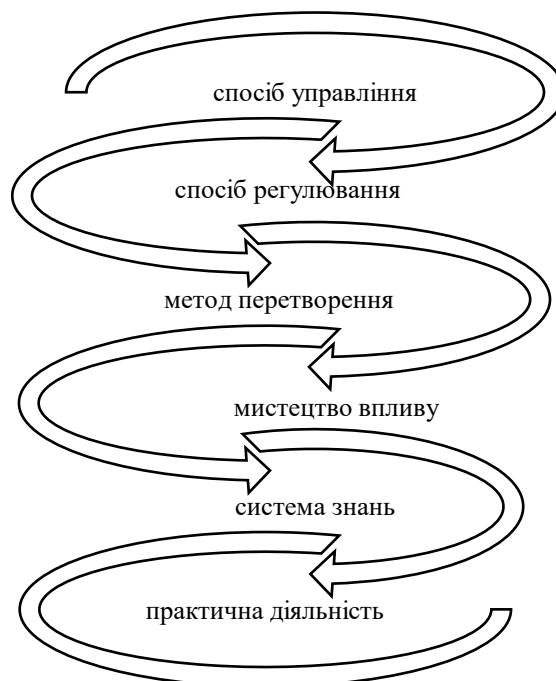 спосіб управління
спосіб регулювання
метод перетворення
мистецтво впливу
система знань
практична діяльність